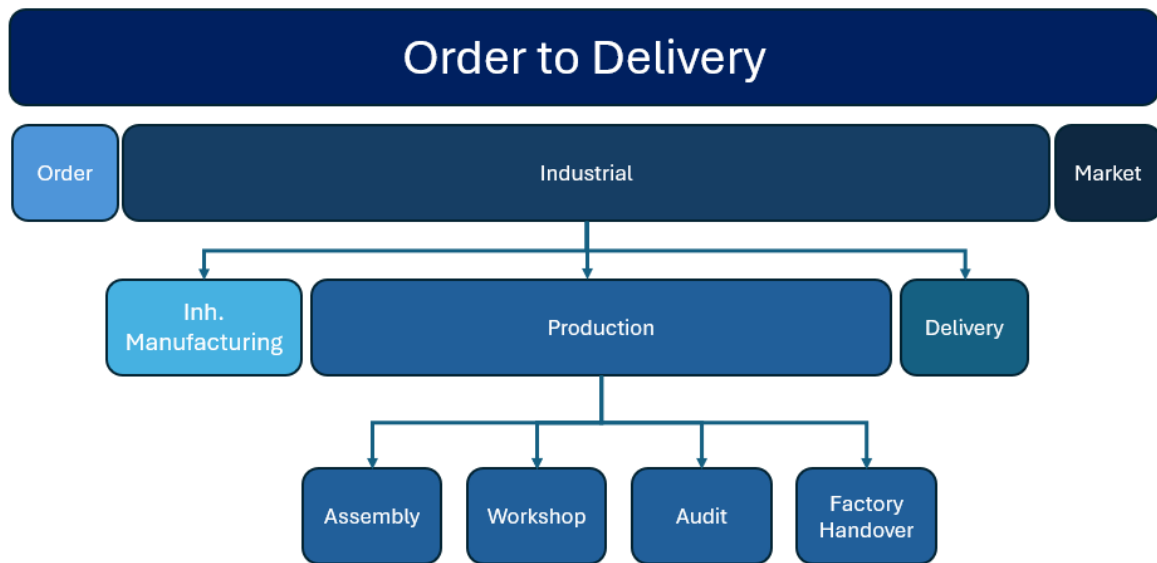 Order to Delivery
Order
Industrial
Market
Inh.
Manufacturing
Production
Delivery
Assembly
Workshop
Audit
Factory
Handover